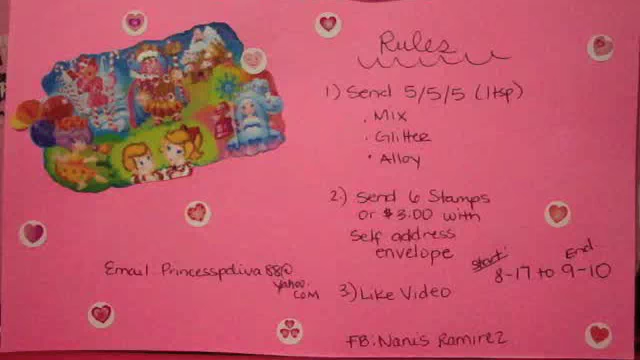 Rules
1) Send 5/5/5 (1tsp)
• Mix
• Glitter
• Alloy
2.) Send 6 Stamps
or $3.00 with
Self address
envelope
Start: End
8-17 to 9-10
3) Like Video
Email Princesspdiva88@
yahoo.
com
FB: Nanis Ramirez